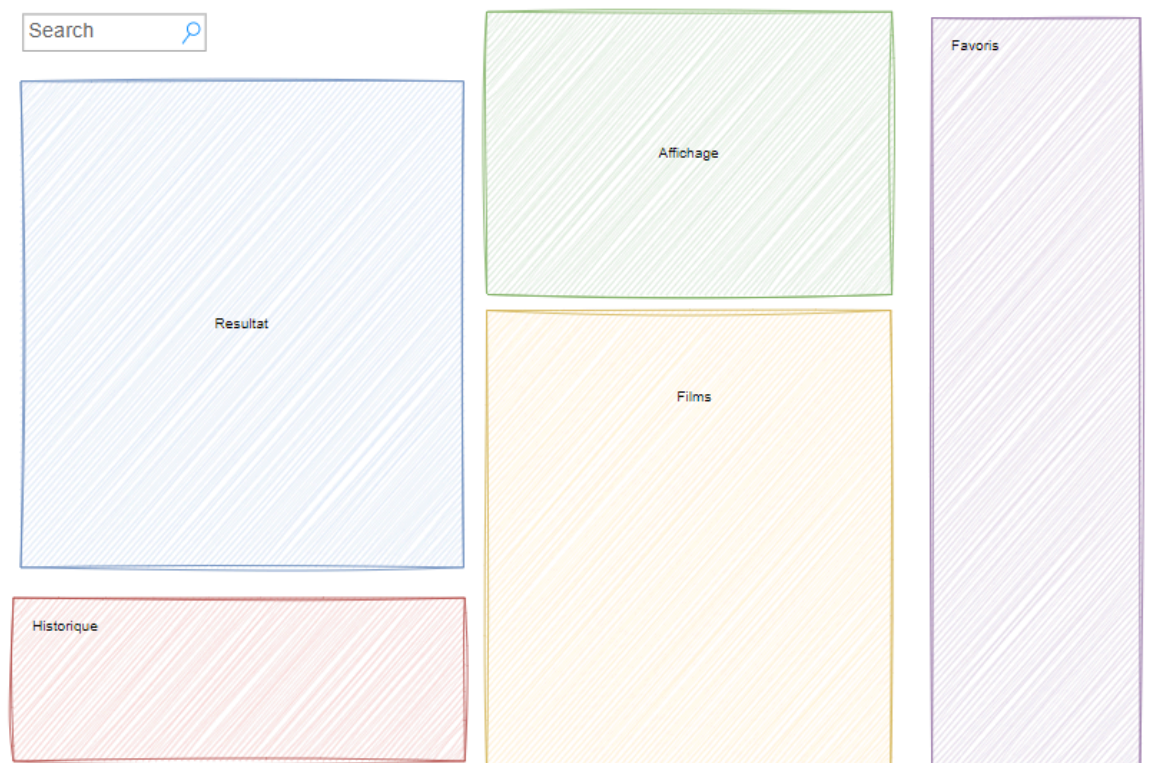 Search
Resultat
Historique
Affichage
Films
Favoris